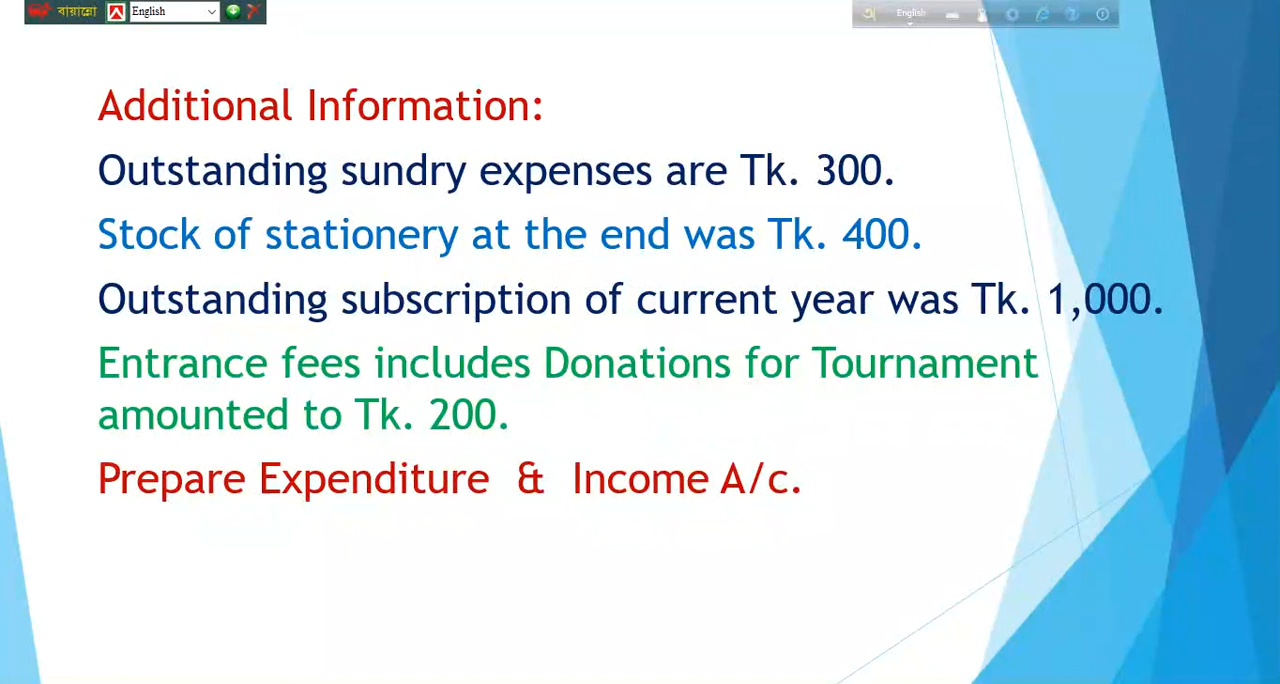 বায়ান্নো English English
Additional Information:
Outstanding sundry expenses are Tk. 300.
Stock of stationery at the end was Tk. 400.
Outstanding subscription of current year was Tk. 1,000.
Entrance fees includes Donations for Tournament
amounted to Tk. 200.
Prepare Expenditure & Income A/c.